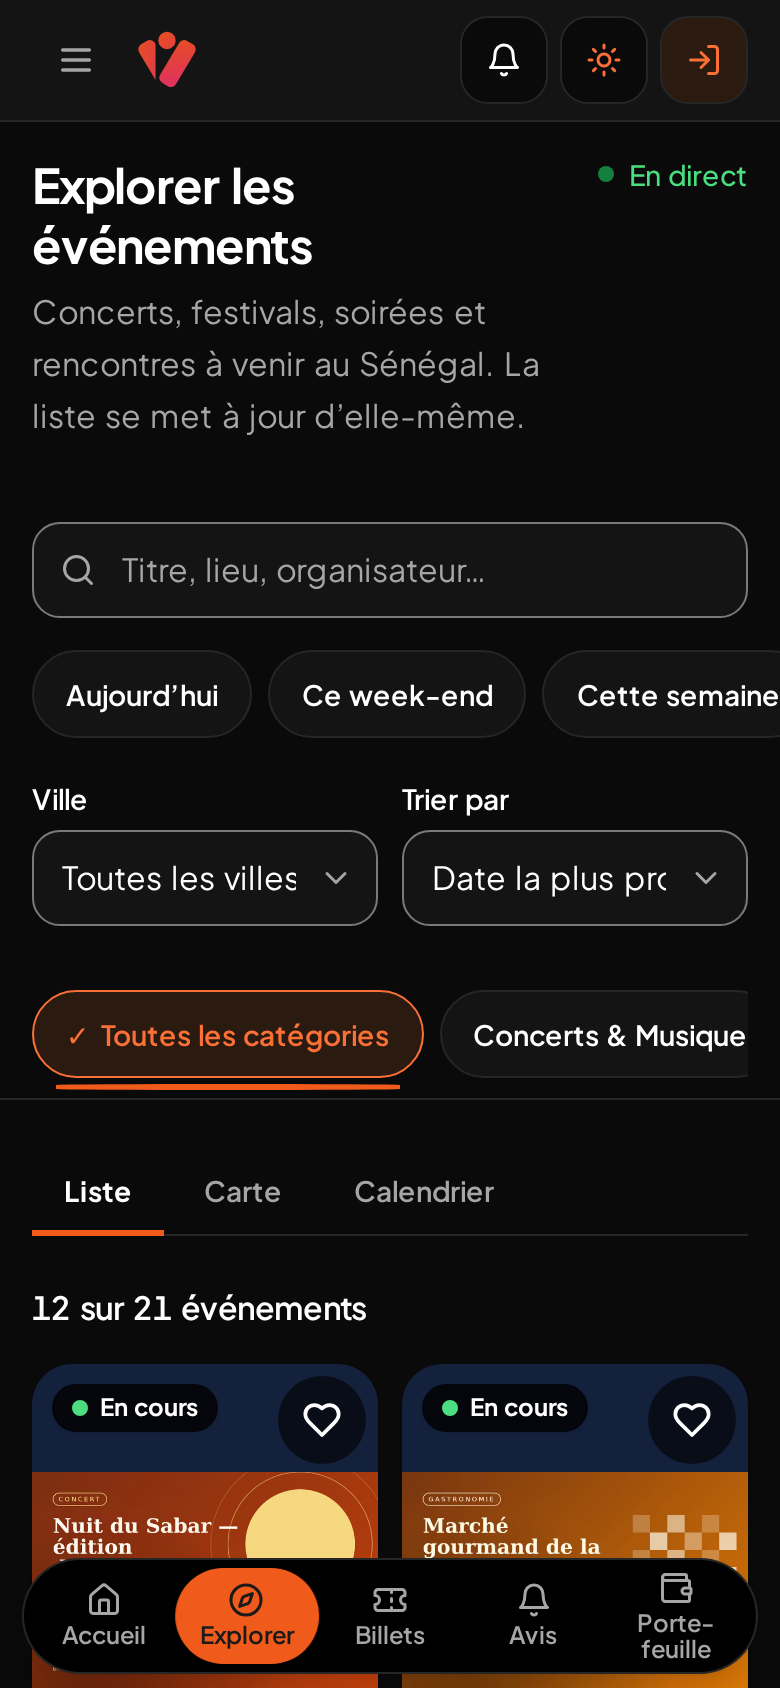 Explorer les
événements
En direct
Concerts, festivals, soirées et
rencontres à venir au Sénégal. La
liste se met à jour d’elle-même.
Titre, lieu, organisateur…
Aujourd’hui
Ce week-end
Cette semaine
Ville
Trier par
Toutes les villes
Date la plus pro
✓ Toutes les catégories
Concerts & Musique
Liste
Carte
Calendrier
12 sur 21 événements
En cours
En cours
CONCERT
Nuit du Sabar —
édition
GASTRONOMIE
Marché
gourmand de la
Accueil
Explorer
Billets
Avis
Porte-
feuille